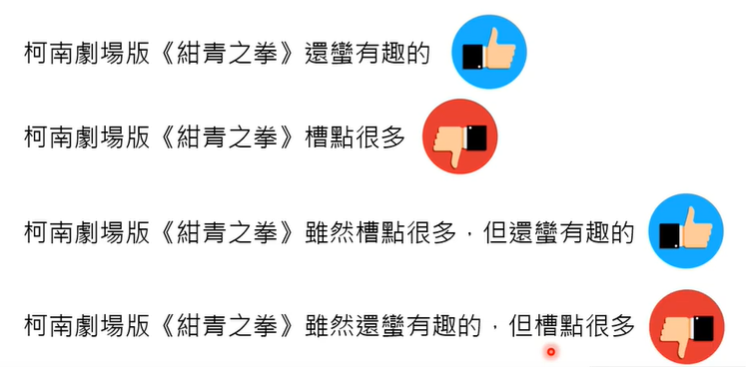 柯南劇場版《紺青之拳》還蠻有趣的
柯南劇場版《紺青之拳》槽點很多
柯南劇場版《紺青之拳》雖然槽點很多，但還蠻有趣的
柯南劇場版《紺青之拳》雖然還蠻有趣的，但槽點很多